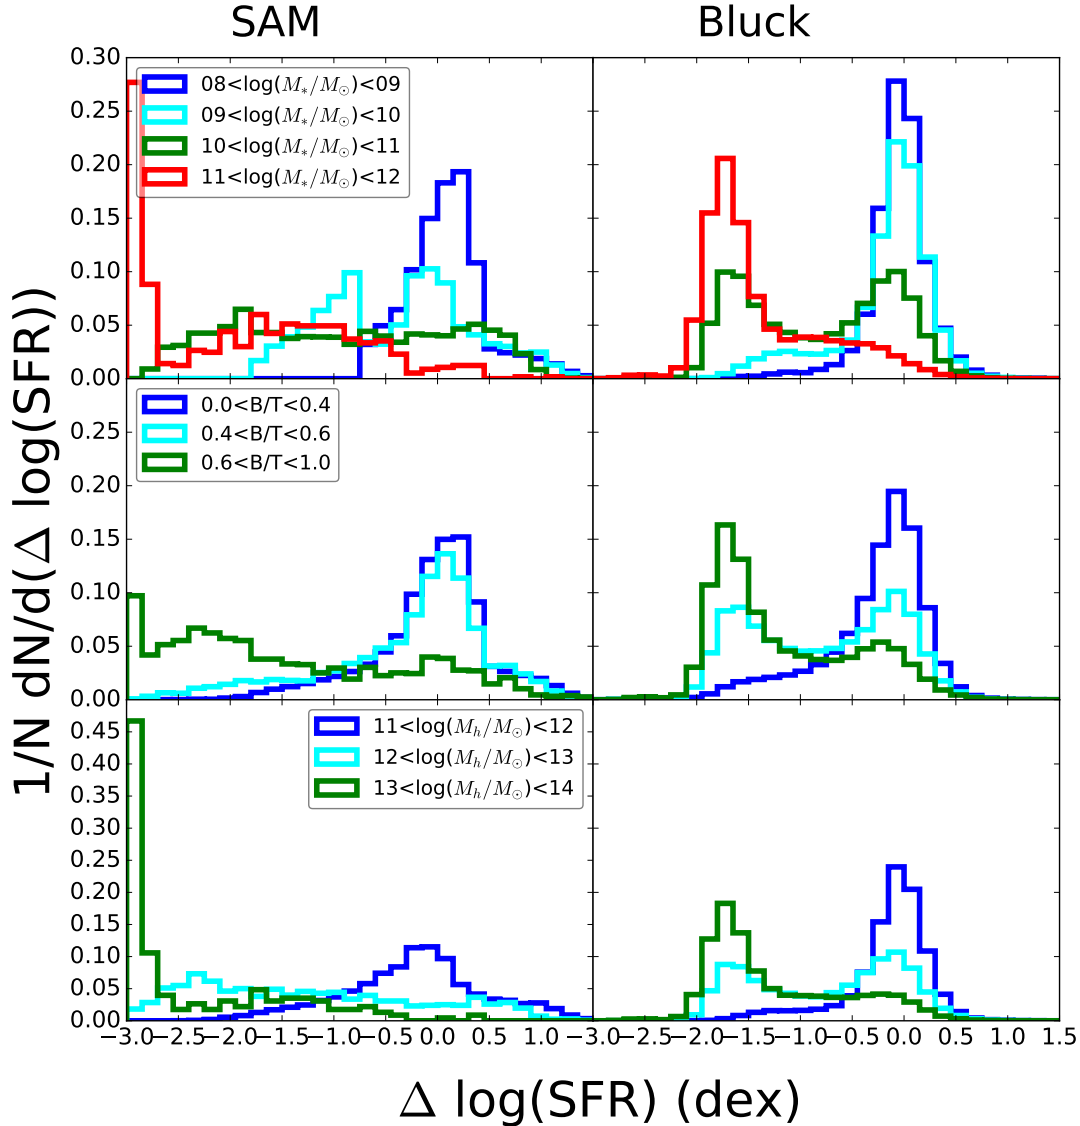 SAM Bluck
0.30
0.25
0.20
0.15
0.10
0.05
0.00
08<log(M*/M⊙)<09
09<log(M*/M⊙)<10
10<log(M*/M⊙)<11
11<log(M*/M⊙)<12
0.25
0.20
0.15
0.10
0.05
0.00
0.0<B/T<0.4
0.4<B/T<0.6
0.6<B/T<1.0
0.45
0.40
0.35
0.30
0.25
0.20
0.15
0.10
0.05
0.00
11<log(Mh/M⊙)<12
12<log(Mh/M⊙)<13
13<log(Mh/M⊙)<14
1/N dN/d(Δ log(SFR))
−3.0 −2.5 −2.0 −1.5 −1.0 −0.5 0.0 0.5 1.0 −3.0 −2.5 −2.0 −1.5 −1.0 −0.5 0.0 0.5 1.0 1.5
Δ log(SFR) (dex)